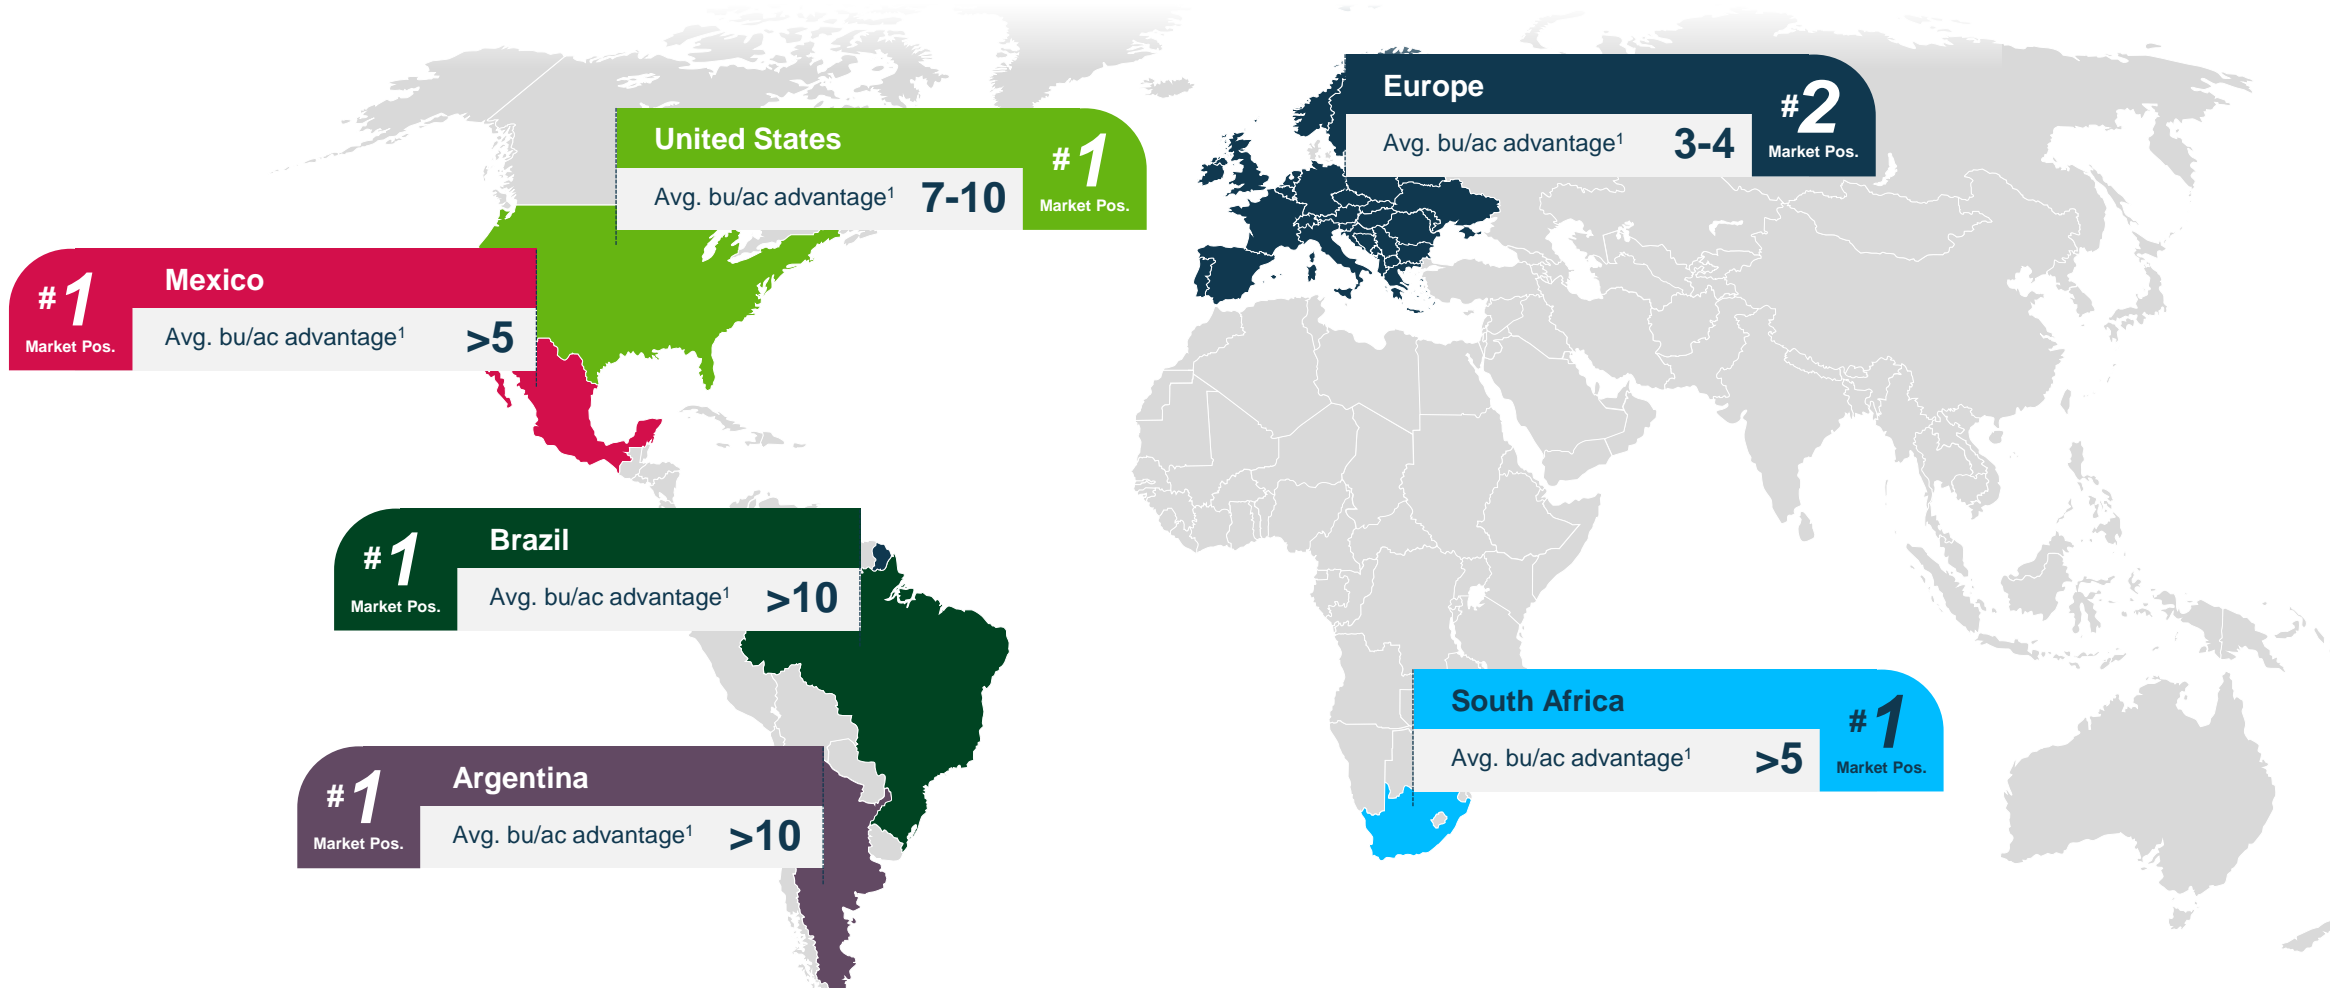 Europe
Avg. bu/ac advantage¹ 3-4
#2
Market Pos.
United States
Avg. bu/ac advantage¹ 7-10
#1
Market Pos.
#1
Market Pos.
Mexico
Avg. bu/ac advantage¹ >5
#1
Market Pos.
Brazil
Avg. bu/ac advantage¹ >10
South Africa
Avg. bu/ac advantage¹ >5
#1
Market Pos.
#1
Market Pos.
Argentina
Avg. bu/ac advantage¹ >10